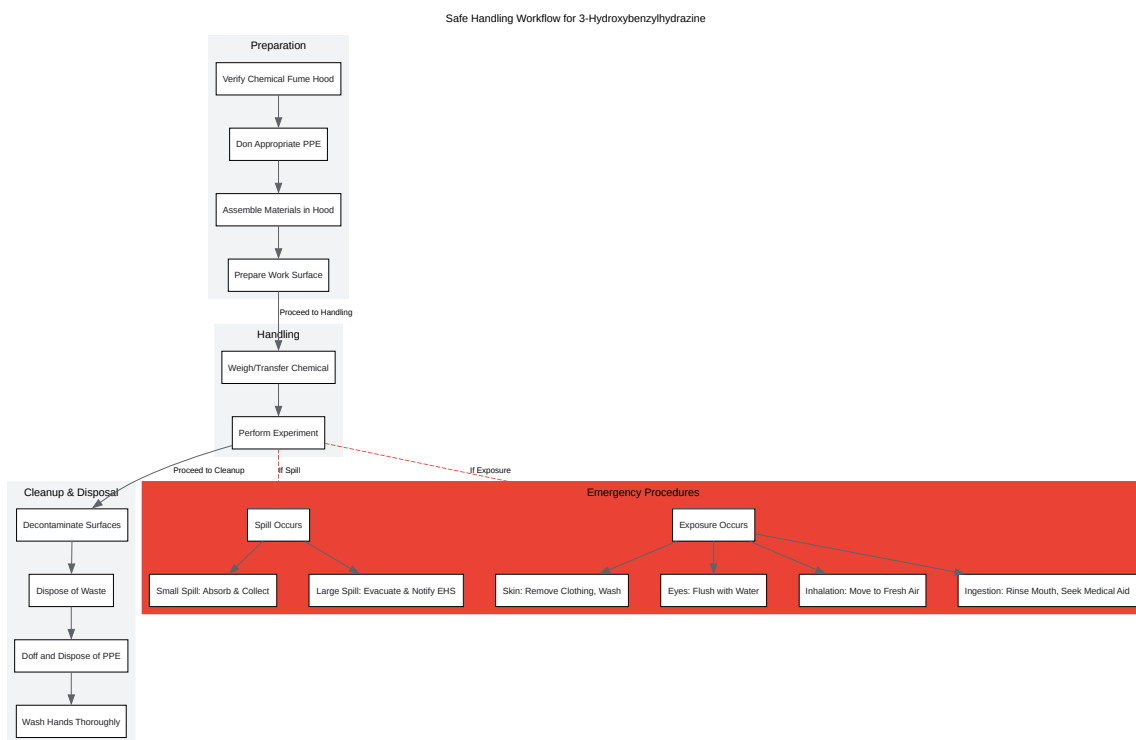 Safe Handling Workflow for 3-Hydroxybenzylhydrazine
Preparation
Verify Chemical Fume Hood
Don Appropriate PPE
Assemble Materials in Hood
Prepare Work Surface
Proceed to Handling
Handling
Weigh/Transfer Chemical
Perform Experiment
Proceed to Cleanup
If Spill
If Exposure
Cleanup & Disposal
Decontaminate Surfaces
Dispose of Waste
Doff and Dispose of PPE
Wash Hands Thoroughly
Emergency Procedures
Spill Occurs
Small Spill: Absorb & Collect
Large Spill: Evacuate & Notify EHS
Exposure Occurs
Skin: Remove Clothing, Wash
Eyes: Flush with Water
Inhalation: Move to Fresh Air
Ingestion: Rinse Mouth, Seek Medical Aid